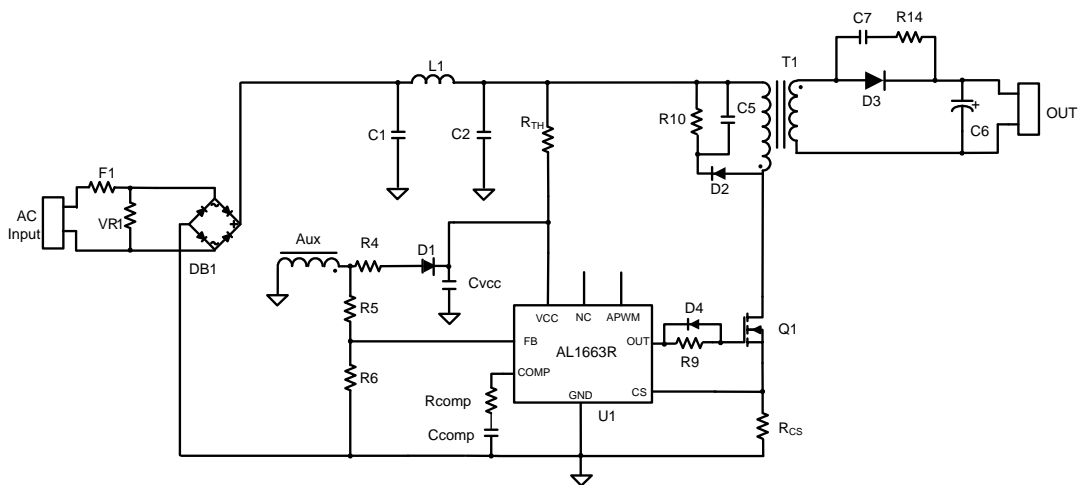 C7
R14
T1
L1
D3
C5
R10
C1
C2
RTH
+
C6
OUT
F1
D2
AC
Input
VR1
+
Aux
R4
D1
DB1
Cvcc
R5
VCC
NC
APWM
D4
Q1
FB
OUT
AL1663R
R9
R6
COMP
CS
Rcomp
GND
U1
RCS
Ccomp